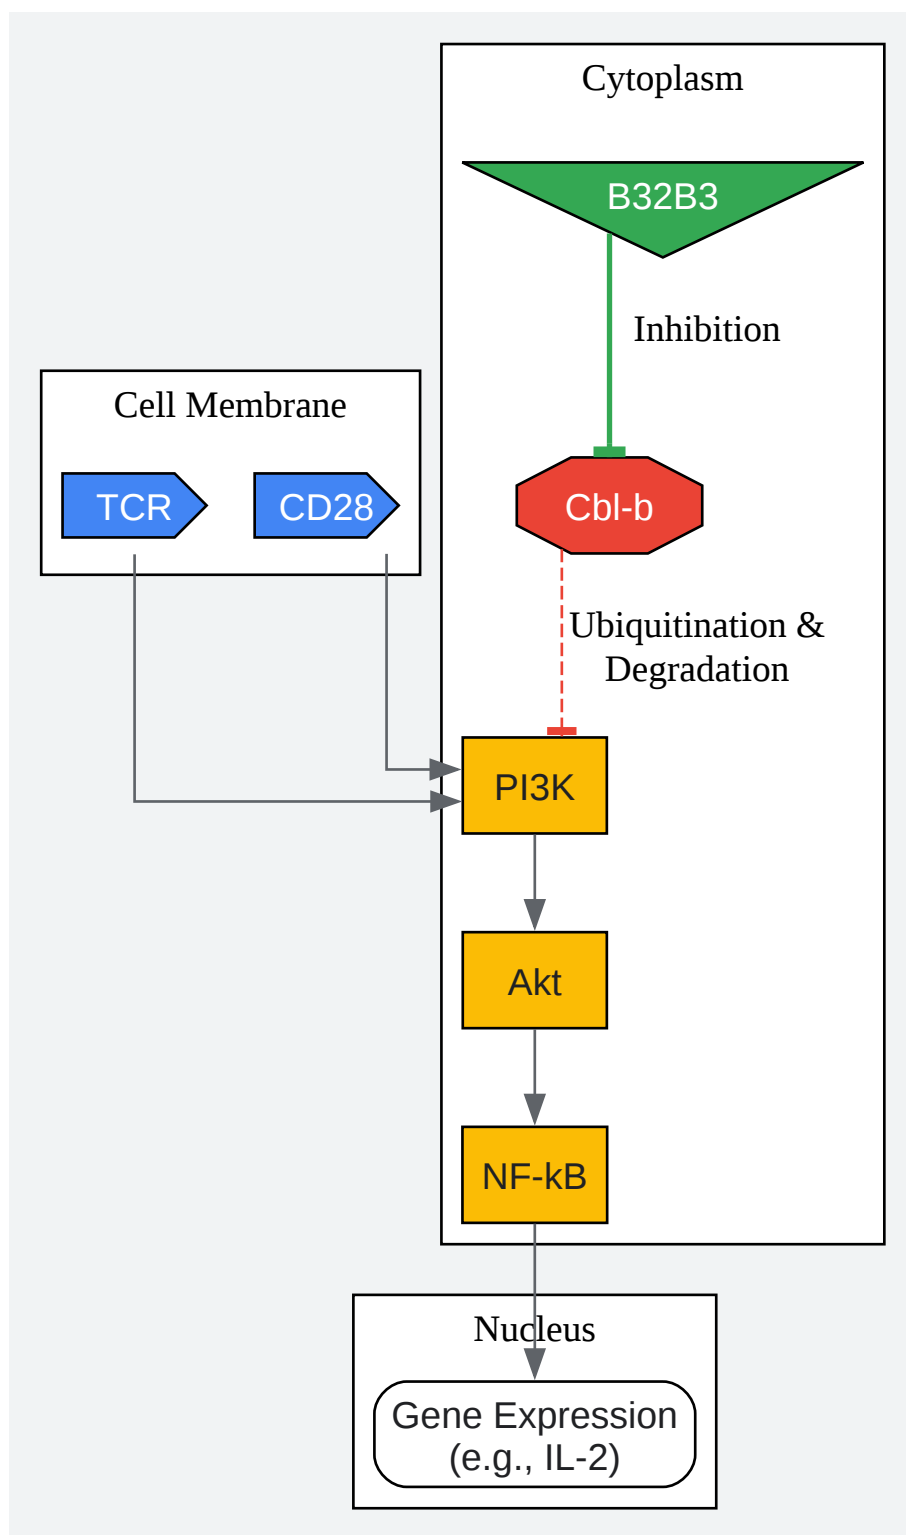 Cytoplasm
B32B3
Inhibition
Cell Membrane
TCR
CD28
Cbl-b
Ubiquitination &
Degradation
PI3K
Akt
NF-kB
Nucleus
Gene Expression
(e.g., IL-2)